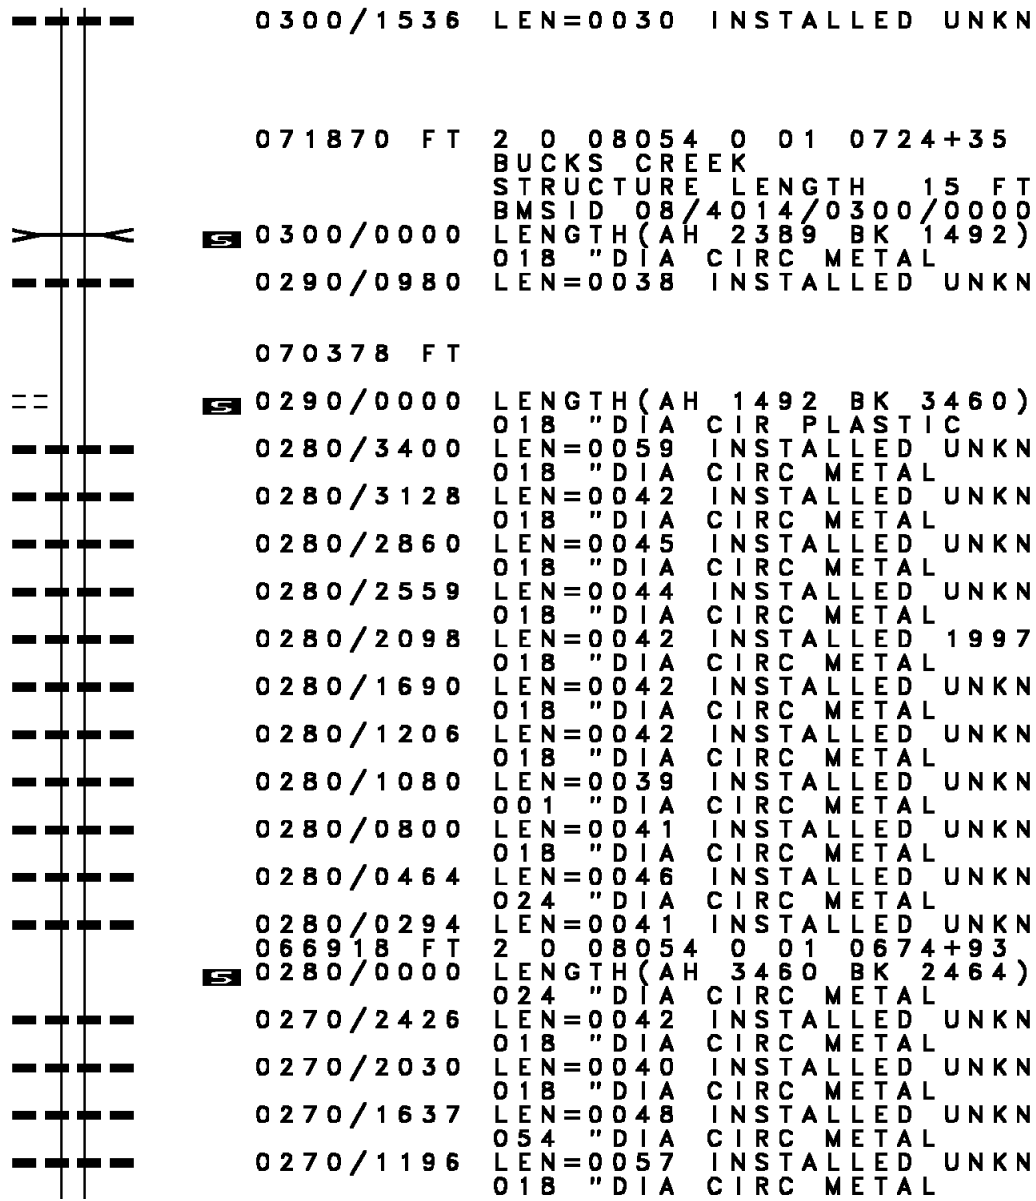 0300/1536 LEN=0030 INSTALLED UNKN
071870 FT 2 0 08054 0 01 0724+35
BUCKS CREEK
STRUCTURE LENGTH 15 FT
BMSID 08/4014/0300/0000
S 0300/0000 LENGTH(AH 2389 BK 1492)
018 "DIA CIRC METAL
0290/0980 LEN=0038 INSTALLED UNKN
070378 FT
S 0290/0000 LENGTH(AH 1492 BK 3460)
018 "DIA CIR PLASTIC
0280/3400 LEN=0059 INSTALLED UNKN
018 "DIA CIRC METAL
0280/3128 LEN=0042 INSTALLED UNKN
018 "DIA CIRC METAL
0280/2860 LEN=0045 INSTALLED UNKN
018 "DIA CIRC METAL
0280/2559 LEN=0044 INSTALLED UNKN
018 "DIA CIRC METAL
0280/2098 LEN=0042 INSTALLED 1997
018 "DIA CIRC METAL
0280/1690 LEN=0042 INSTALLED UNKN
018 "DIA CIRC METAL
0280/1206 LEN=0042 INSTALLED UNKN
018 "DIA CIRC METAL
0280/1080 LEN=0039 INSTALLED UNKN
001 "DIA CIRC METAL
0280/0800 LEN=0041 INSTALLED UNKN
018 "DIA CIRC METAL
0280/0464 LEN=0046 INSTALLED UNKN
024 "DIA CIRC METAL
0280/0294 LEN=0041 INSTALLED UNKN
066918 FT 2 0 08054 0 01 0674+93
S 0280/0000 LENGTH(AH 3460 BK 2464)
024 "DIA CIRC METAL
0270/2426 LEN=0042 INSTALLED UNKN
018 "DIA CIRC METAL
0270/2030 LEN=0040 INSTALLED UNKN
018 "DIA CIRC METAL
0270/1637 LEN=0048 INSTALLED UNKN
054 "DIA CIRC METAL
0270/1196 LEN=0057 INSTALLED UNKN
018 "DIA CIRC METAL